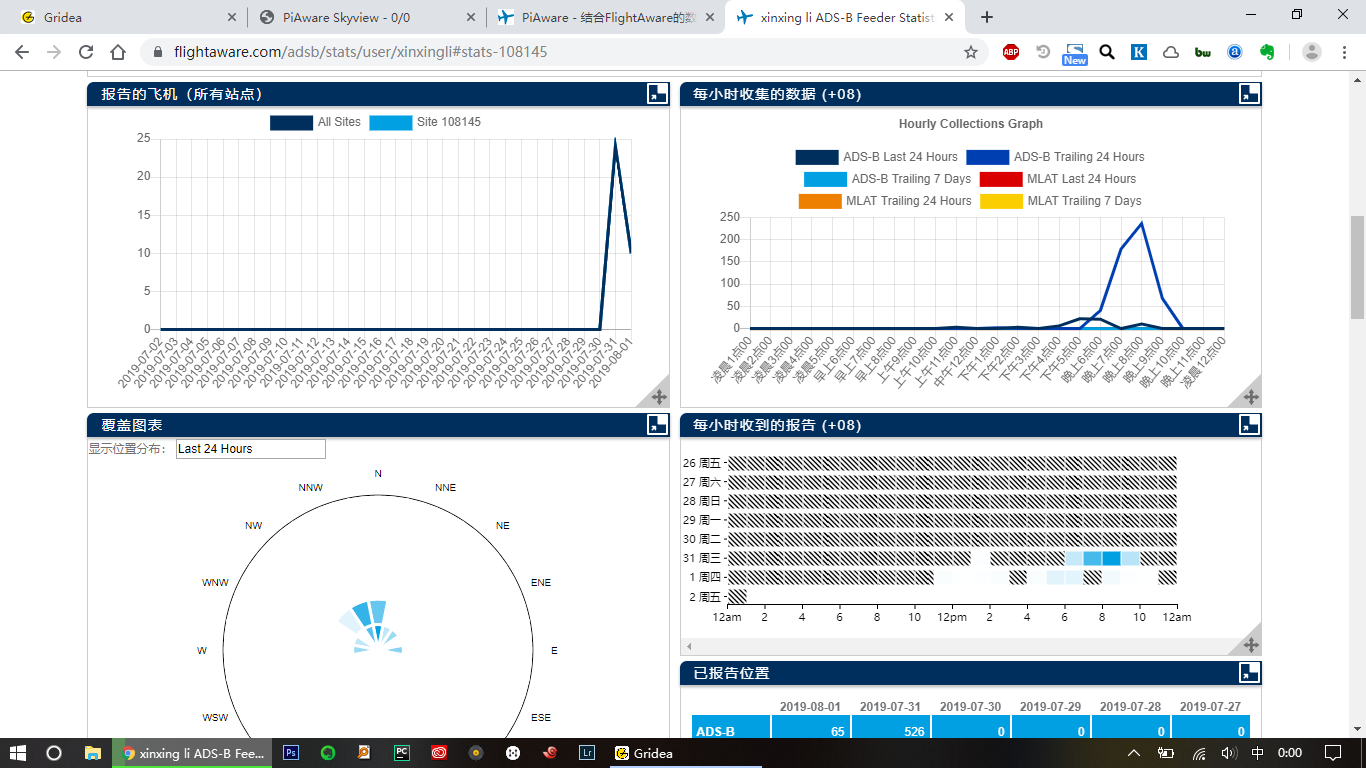 Gridea
PiAware Skyview - 0/0
PiAware - 结合FlightAware的数
xinxing li ADS-B Feeder Statist
flightaware.com/adsb/stats/user/xinxingli#stats-108145
ABP
New
K
bw
a
报告的飞机（所有站点）
All Sites Site 108145
25
20
15
10
5
0
2019-07-02 2019-07-03 2019-07-04 2019-07-05 2019-07-06 2019-07-07 2019-07-08 2019-07-09 2019-07-10 2019-07-11 2019-07-12 2019-07-13 2019-07-14 2019-07-15 2019-07-16 2019-07-17 2019-07-18 2019-07-19 2019-07-20 2019-07-21 2019-07-22 2019-07-23 2019-07-24 2019-07-25 2019-07-26 2019-07-27 2019-07-28 2019-07-29 2019-07-30 2019-07-31 2019-08-01
每小时收集的数据 (+08)
Hourly Collections Graph
ADS-B Last 24 Hours ADS-B Trailing 24 Hours
ADS-B Trailing 7 Days MLAT Last 24 Hours
MLAT Trailing 24 Hours MLAT Trailing 7 Days
250
200
150
100
50
0
凌晨1点00 凌晨2点00 凌晨3点00 凌晨4点00 凌晨5点00 早上6点00 早上7点00 早上8点00 上午9点00 上午10点00 上午11点00 中午12点00 下午1点00 下午2点00 下午3点00 下午4点00 下午5点00 晚上6点00 晚上7点00 晚上8点00 晚上9点00 晚上10点00 晚上11点00 凌晨12点00
覆盖图表
显示位置分布： Last 24 Hours
N
NNW NNE
NW NE
WNW ENE
W E
WSW ESE
每小时收到的报告 (+08)
26 周五
27 周六
28 周日
29 周一
30 周二
31 周三
1 周四
2 周五
12am 2 4 6 8 10 12pm 2 4 6 8 10 12am
已报告位置
2019-08-01 2019-07-31 2019-07-30 2019-07-29 2019-07-28 2019-07-27
ADS-B 65 526 0 0 0 0
xinxing li ADS-B Fee...
Ps
PC
Lr
Gridea
中
0:00